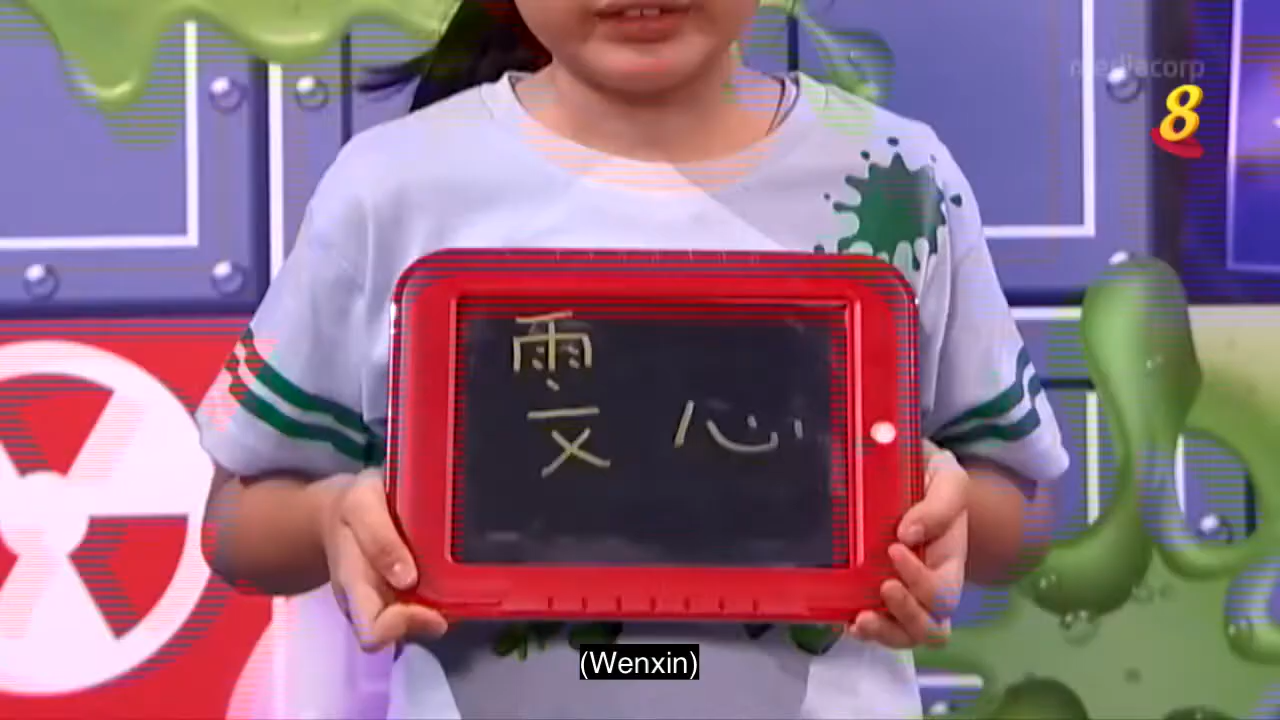 mediacorp
8
雯 心
(Wenxin)